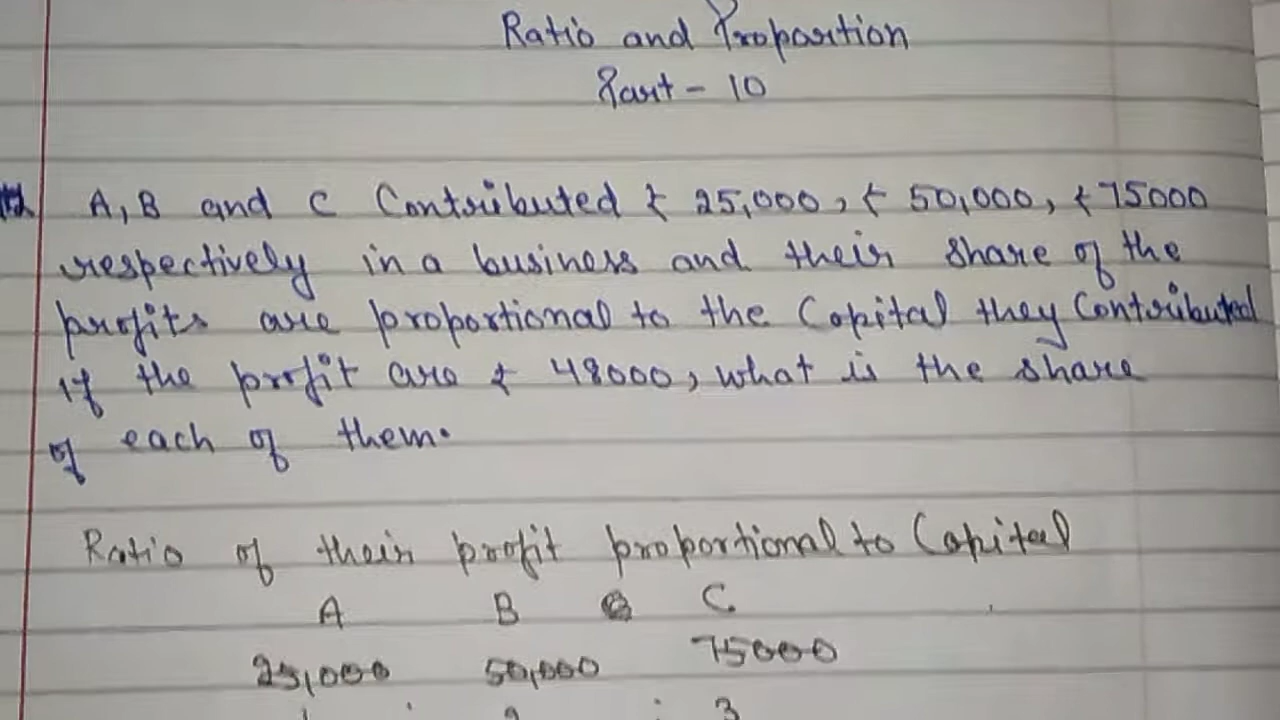 Ratio and Proportion
Part - 10
A, B and C Contributed ₹ 25,000, ₹ 50,000, ₹ 75000
respectively in a business and their share of the
profits are proportional to the Capital they Contributed
if the profit are ₹ 48000, what is the share
of each of them.
Ratio of their profit proportional to Capital
A B C
25,000 50,000 75000
1 : 2 : 3